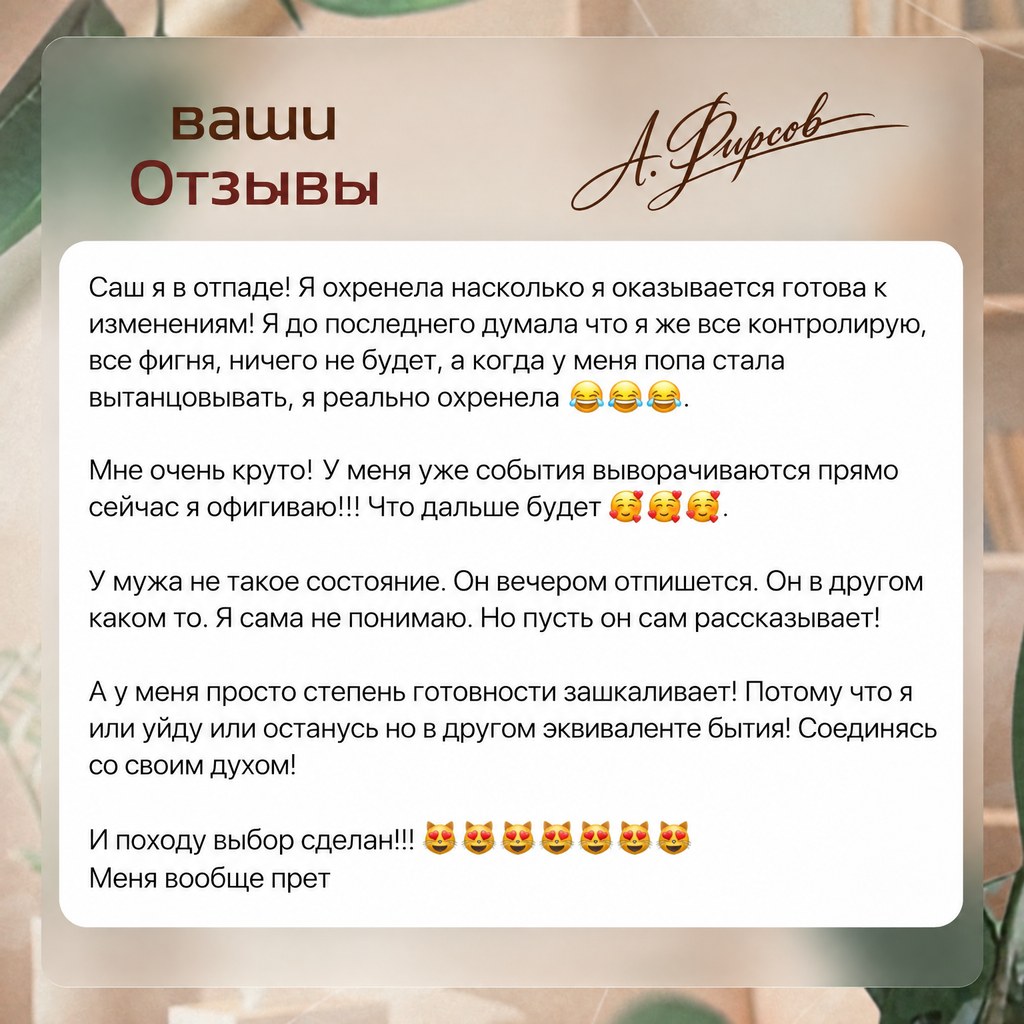 ваши
Отзывы
А. Фирсов
Саш я в отпаде! Я охренела насколько я оказывается готова к
изменениям! Я до последнего думала что я же все контролирую,
все фигня, ничего не будет, а когда у меня попа стала
вытанцовывать, я реально охренела 😂😂😂.
Мне очень круто! У меня уже события выворачиваются прямо
сейчас я офигиваю!!! Что дальше будет 🥰🥰🥰.
У мужа не такое состояние. Он вечером отпишется. Он в другом
каком то. Я сама не понимаю. Но пусть он сам рассказывает!
А у меня просто степень готовности зашкаливает! Потому что я
или уйду или останусь но в другом эквиваленте бытия! Соединясь
со своим духом!
И походу выбор сделан!!! 😻😻😻😻😻😻😻
Меня вообще прет